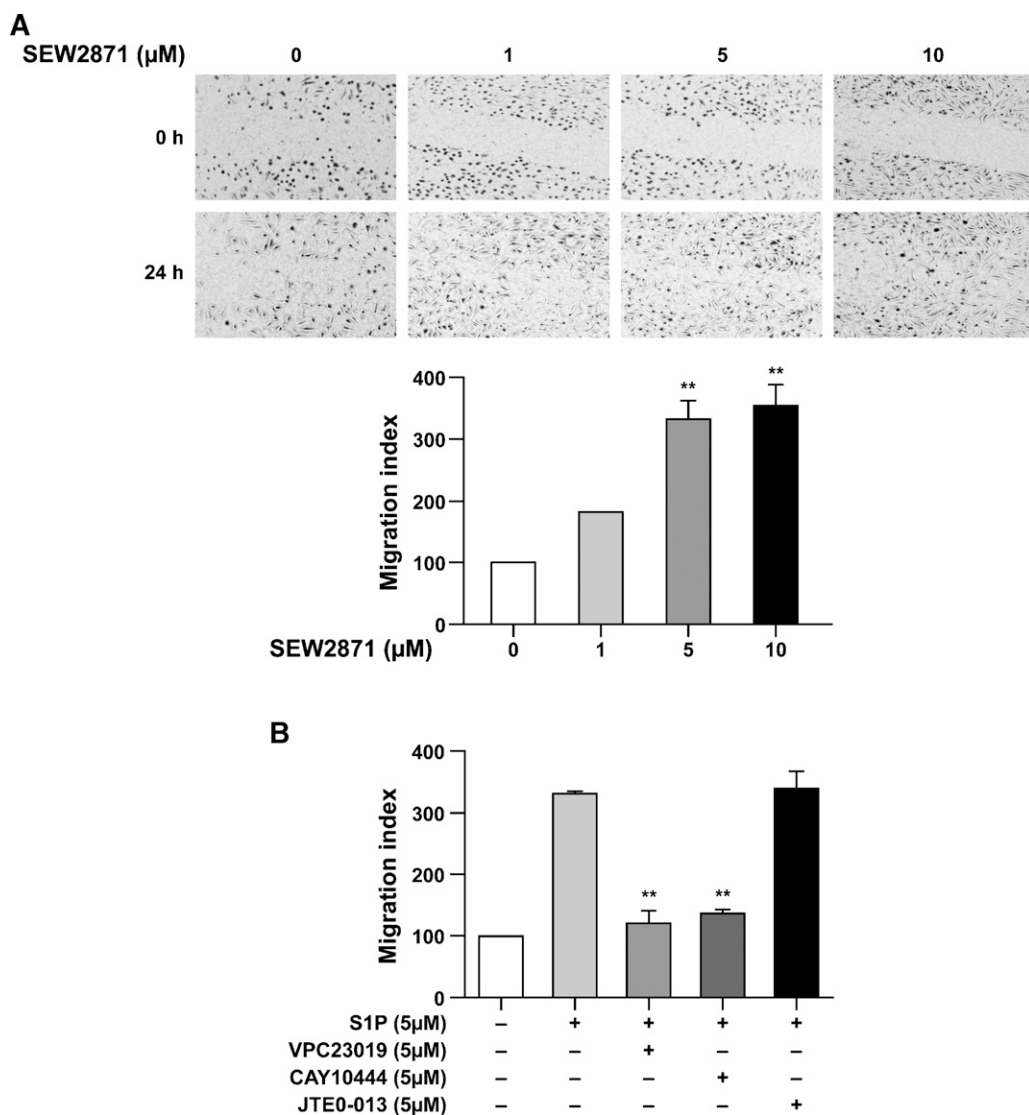 A
SEW2871 (µM) 0 1 5 10
0 h
24 h
400
300
200
100
0
Migration index
** **
SEW2871 (µM) 0 1 5 10
B
400
300
200
100
0
Migration index
** **
S1P (5µM) – + + + +
VPC23019 (5µM) – – + – –
CAY10444 (5µM) – – – + –
JTE0-013 (5µM) – – – – +